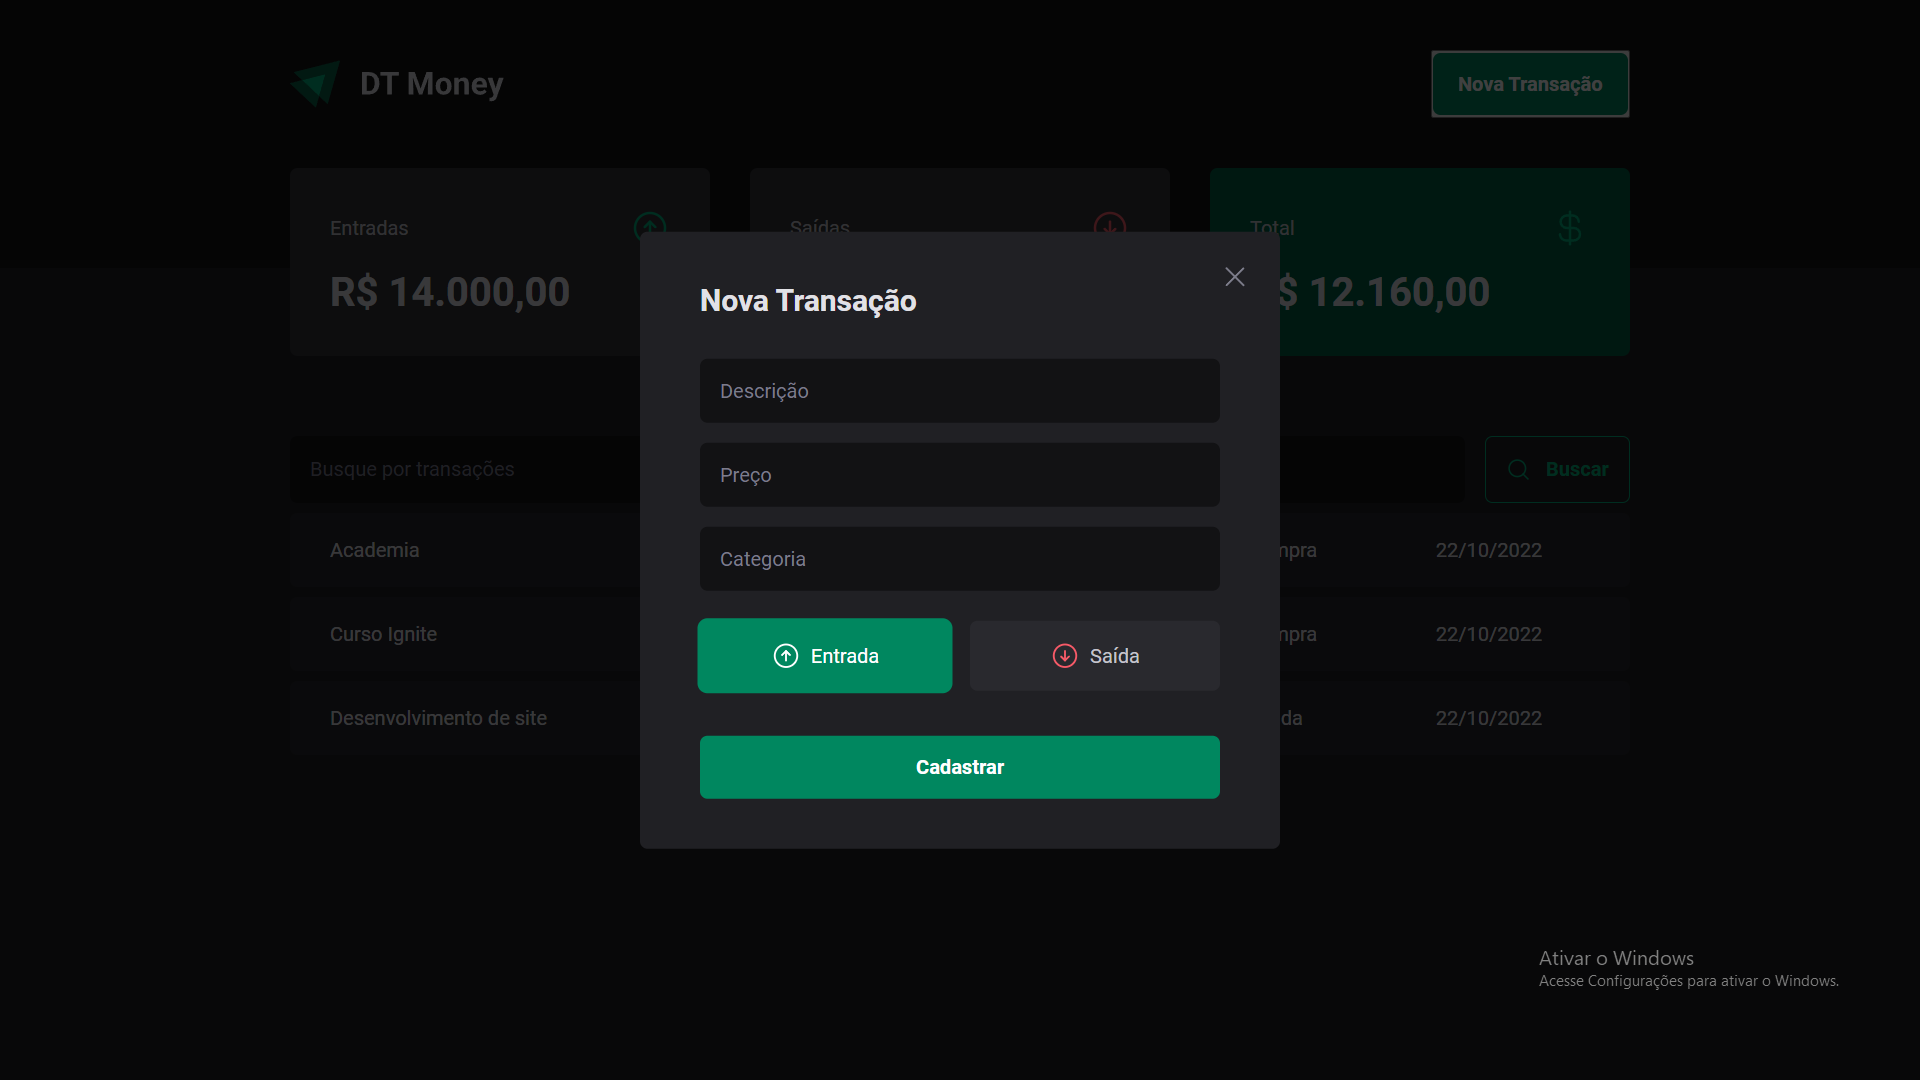 DT Money
Nova Transação
Entradas
Saídas
Total
R$ 14.000,00
$ 12.160,00
Nova Transação
Descrição
Preço
Categoria
Entrada
Saída
Cadastrar
Busque por transações
Buscar
Academia
mpra
22/10/2022
Curso Ignite
mpra
22/10/2022
Desenvolvimento de site
da
22/10/2022
Ativar o Windows
Acesse Configurações para ativar o Windows.